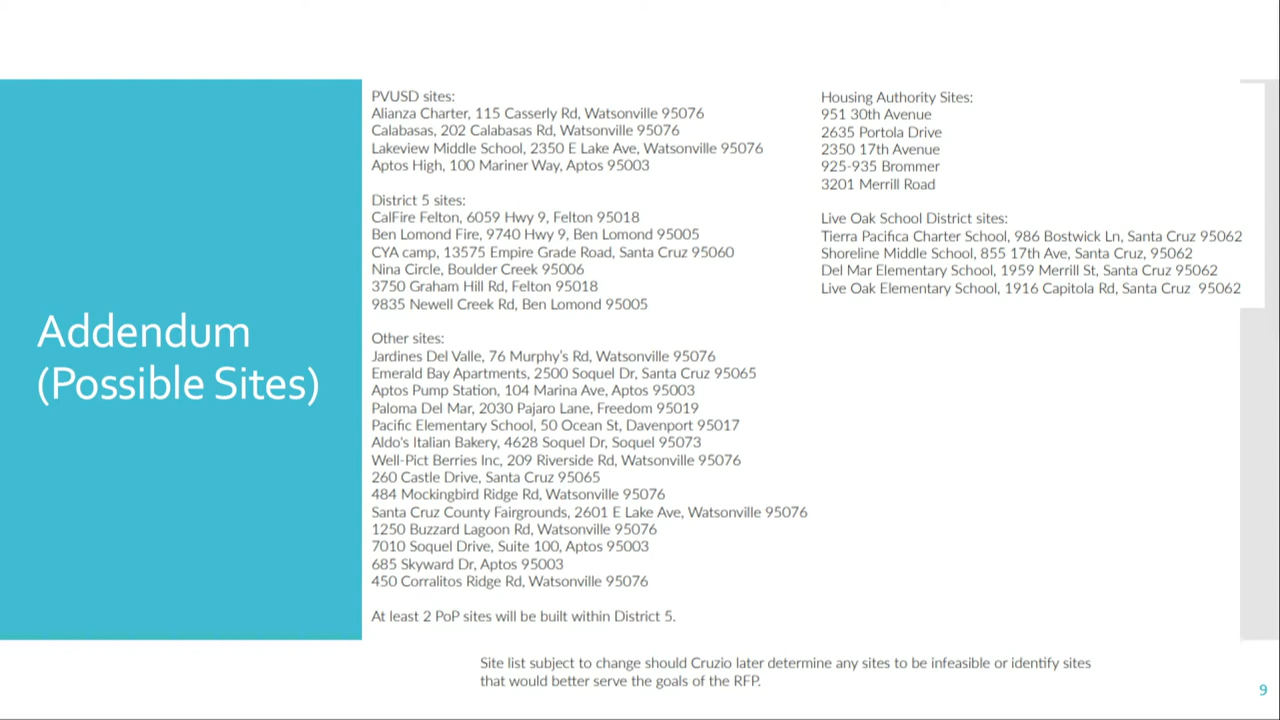 Addendum
(Possible Sites)
PVUSD sites:
Alianza Charter, 115 Casserly Rd, Watsonville 95076
Calabasas, 202 Calabasas Rd, Watsonville 95076
Lakeview Middle School, 2350 E Lake Ave, Watsonville 95076
Aptos High, 100 Mariner Way, Aptos 95003
District 5 sites:
CalFire Felton, 6059 Hwy 9, Felton 95018
Ben Lomond Fire, 9740 Hwy 9, Ben Lomond 95005
CYA camp, 13575 Empire Grade Road, Santa Cruz 95060
Nina Circle, Boulder Creek 95006
3750 Graham Hill Rd, Felton 95018
9835 Newell Creek Rd, Ben Lomond 95005
Other sites:
Jardines Del Valle, 76 Murphy's Rd, Watsonville 95076
Emerald Bay Apartments, 2500 Soquel Dr, Santa Cruz 95065
Aptos Pump Station, 104 Marina Ave, Aptos 95003
Paloma Del Mar, 2030 Pajaro Lane, Freedom 95019
Pacific Elementary School, 50 Ocean St, Davenport 95017
Aldo's Italian Bakery, 4628 Soquel Dr, Soquel 95073
Well-Pict Berries Inc, 209 Riverside Rd, Watsonville 95076
260 Castle Drive, Santa Cruz 95065
484 Mockingbird Ridge Rd, Watsonville 95076
Santa Cruz County Fairgrounds, 2601 E Lake Ave, Watsonville 95076
1250 Buzzard Lagoon Rd, Watsonville 95076
7010 Soquel Drive, Suite 100, Aptos 95003
685 Skyward Dr, Aptos 95003
450 Corralitos Ridge Rd, Watsonville 95076
At least 2 PoP sites will be built within District 5.
Housing Authority Sites:
951 30th Avenue
2635 Portola Drive
2350 17th Avenue
925-935 Brommer
3201 Merrill Road
Live Oak School District sites:
Tierra Pacifica Charter School, 986 Bostwick Ln, Santa Cruz 95062
Shoreline Middle School, 855 17th Ave, Santa Cruz, 95062
Del Mar Elementary School, 1959 Merrill St, Santa Cruz 95062
Live Oak Elementary School, 1916 Capitola Rd, Santa Cruz 95062
Site list subject to change should Cruzio later determine any sites to be infeasible or identify sites
that would better serve the goals of the RFP.
9